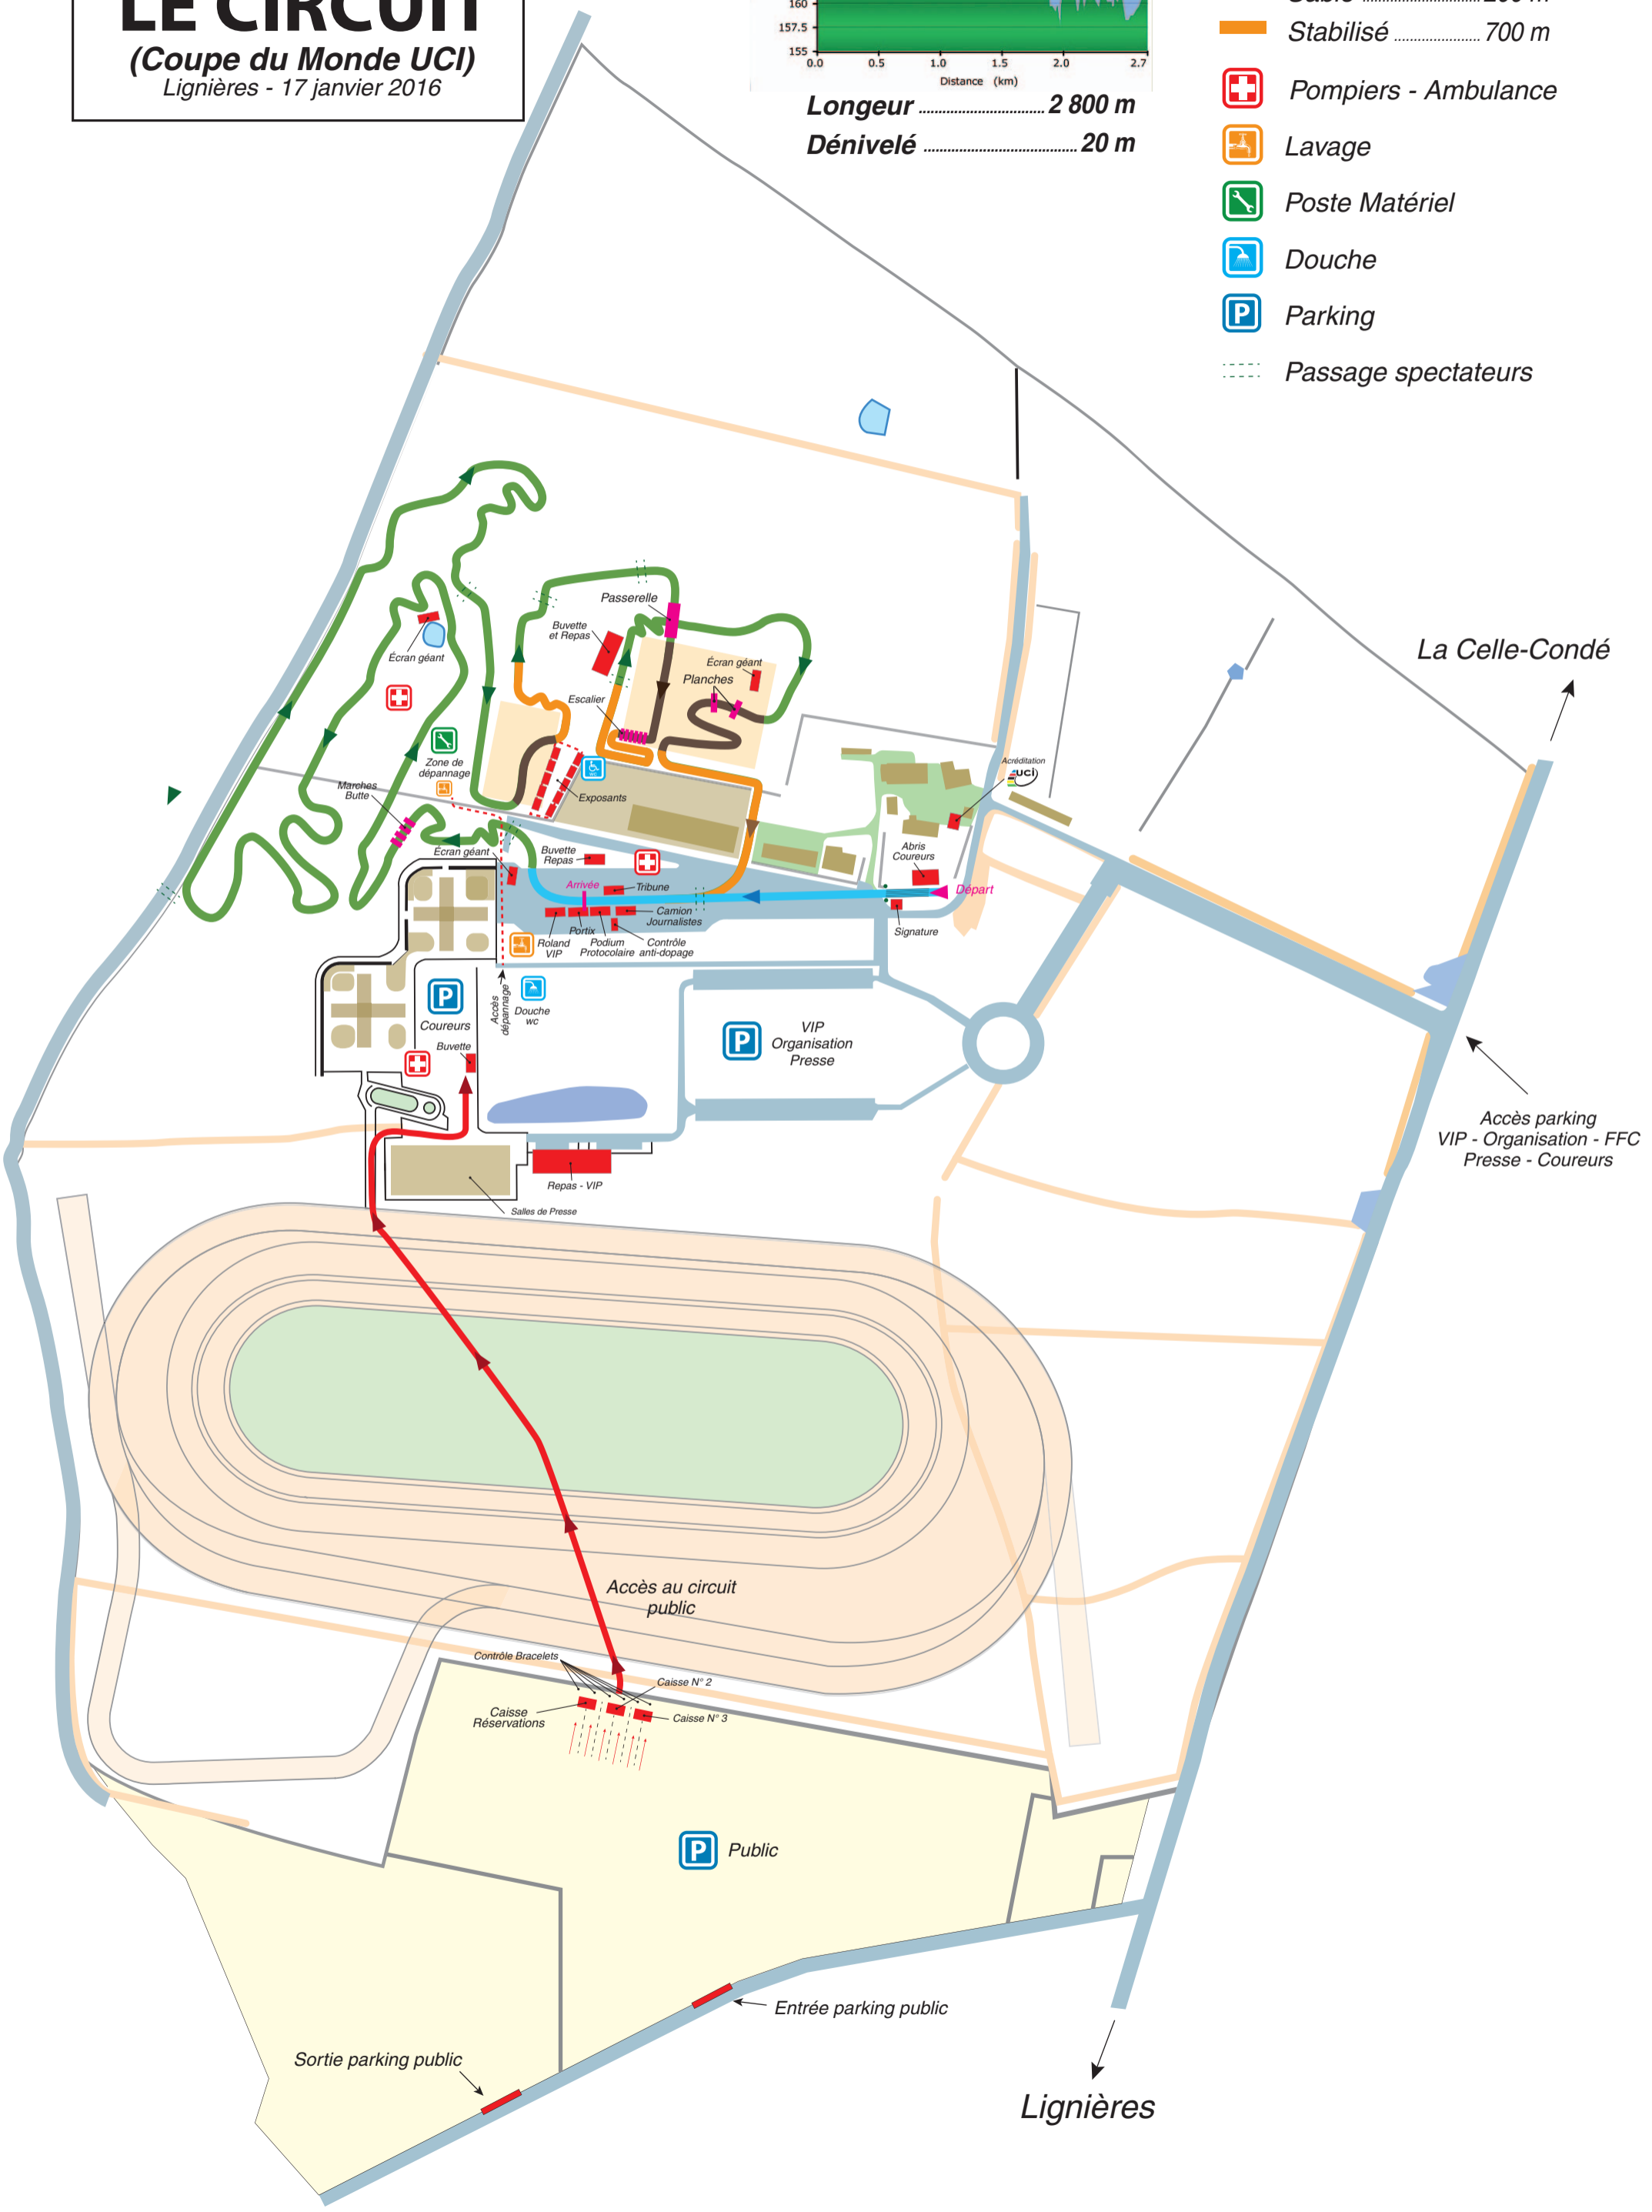 LE CIRCUIT
(Coupe du Monde UCI)
Lignières - 17 janvier 2016
160
157.5
155
0.0 0.5 1.0 1.5 2.0 2.7
Distance (km)
Longeur 2 800 m
Dénivelé 20 m
Stabilisé 700 m
Pompiers - Ambulance
Lavage
Poste Matériel
Douche
P Parking
Passage spectateurs
La Celle-Condé
Passerelle
Buvette
et Repas
Écran géant
Écran géant
Planches
Escalier
Zone de
dépannage
WC
Exposants
Marches
Butte
Acréditation
UCI
Écran géant
Buvette
Repas
Abris
Coureurs
Arrivée
Tribune
Départ
Camion
Journalistes
Portix
Roland
VIP
Podium
Protocolaire
Contrôle
anti-dopage
Signature
Accès
dépannage
Douche
wc
P
Coureurs
Buvette
P
VIP
Organisation
Presse
Accès parking
VIP - Organisation - FFC
Presse - Coureurs
Repas - VIP
Salles de Presse
Accès au circuit
public
Contrôle Bracelets
Caisse N° 2
Caisse
Réservations
Caisse N° 3
P Public
Entrée parking public
Sortie parking public
Lignières